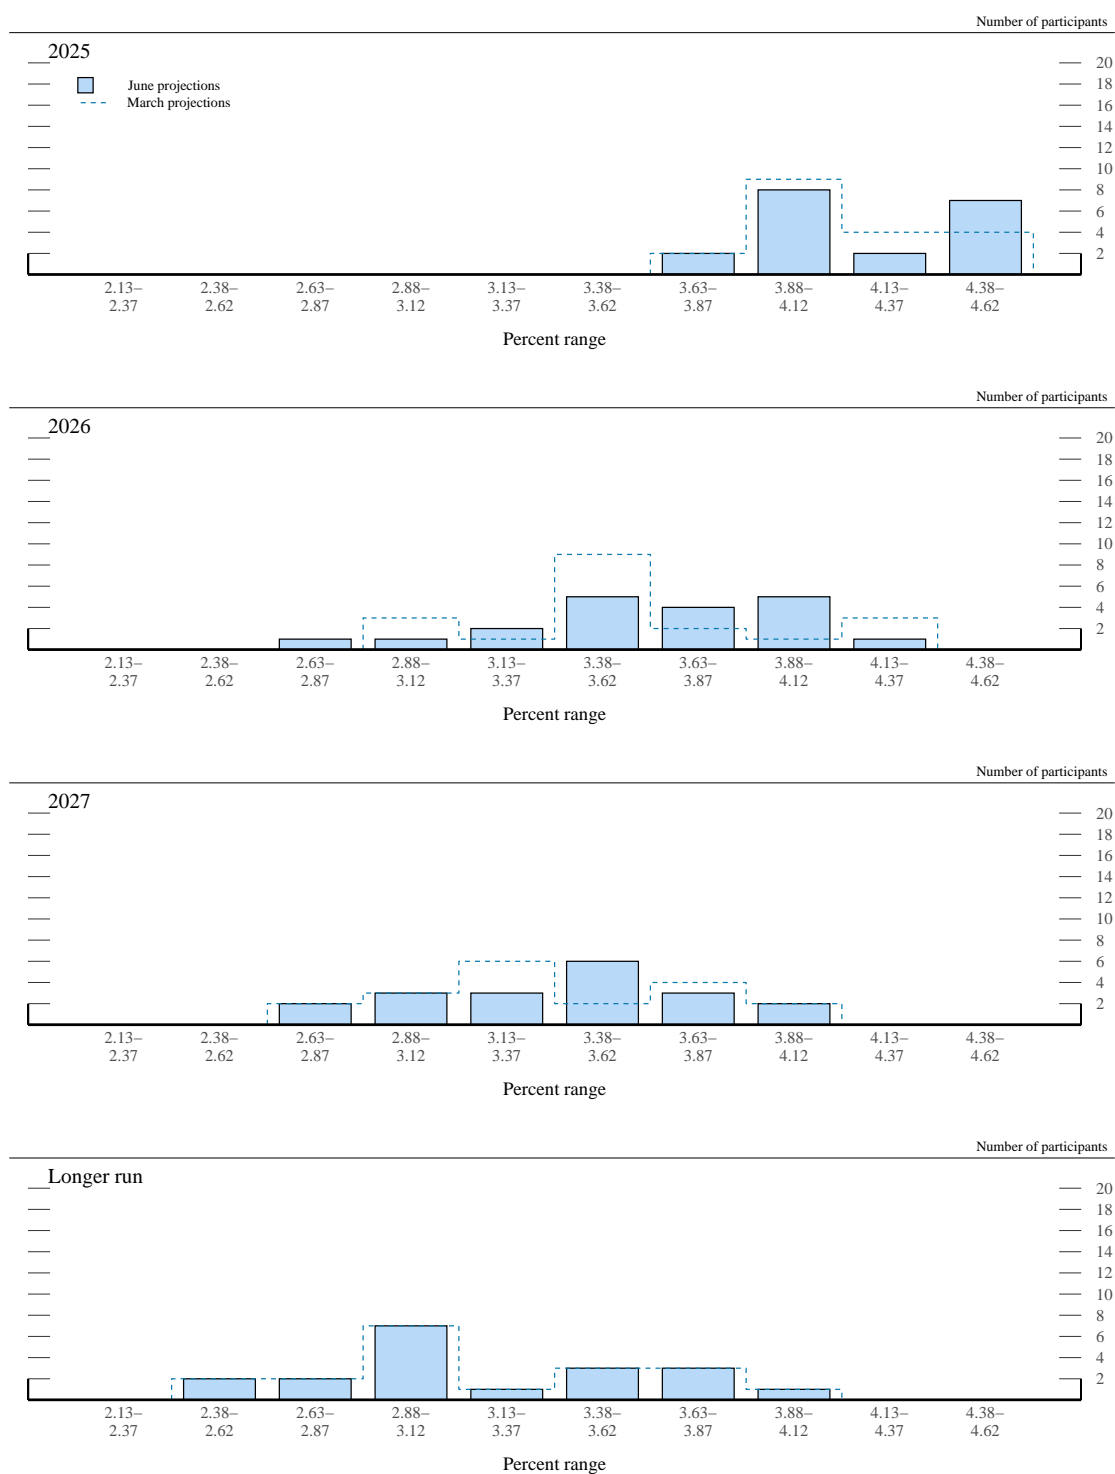 Number of participants
2025
June projections
March projections
20
18
16
14
12
10
8
6
4
2
2.13– 2.38– 2.63– 2.88– 3.13– 3.38– 3.63– 3.88– 4.13– 4.38–
2.37 2.62 2.87 3.12 3.37 3.62 3.87 4.12 4.37 4.62
Percent range
Number of participants
2026
20
18
16
14
12
10
8
6
4
2
2.13– 2.38– 2.63– 2.88– 3.13– 3.38– 3.63– 3.88– 4.13– 4.38–
2.37 2.62 2.87 3.12 3.37 3.62 3.87 4.12 4.37 4.62
Percent range
Number of participants
2027
20
18
16
14
12
10
8
6
4
2
2.13– 2.38– 2.63– 2.88– 3.13– 3.38– 3.63– 3.88– 4.13– 4.38–
2.37 2.62 2.87 3.12 3.37 3.62 3.87 4.12 4.37 4.62
Percent range
Number of participants
Longer run
20
18
16
14
12
10
8
6
4
2
2.13– 2.38– 2.63– 2.88– 3.13– 3.38– 3.63– 3.88– 4.13– 4.38–
2.37 2.62 2.87 3.12 3.37 3.62 3.87 4.12 4.37 4.62
Percent range